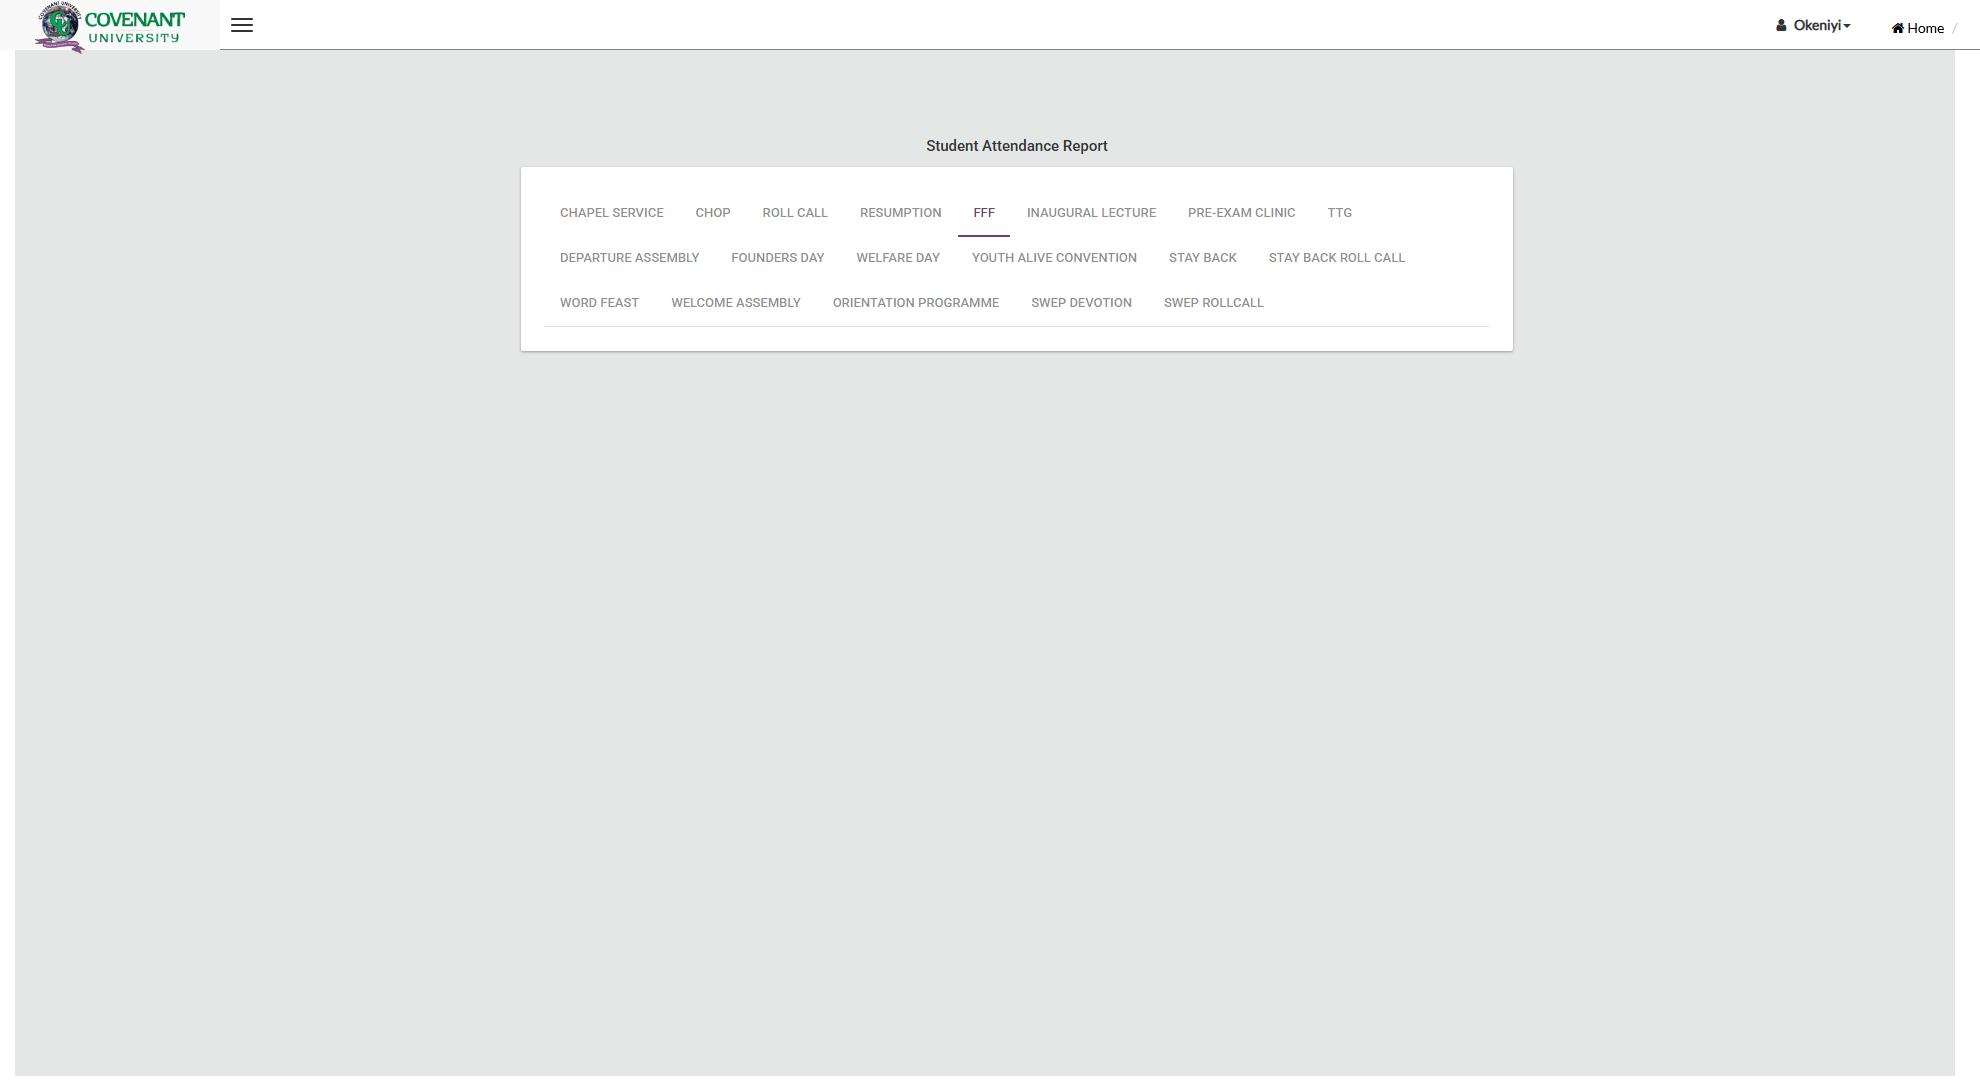 COVENANT UNIVERSITY
COVENANT
UNIVERSITY
Okeniyi
Home /
Student Attendance Report
CHAPEL SERVICE CHOP ROLL CALL RESUMPTION FFF INAUGURAL LECTURE PRE-EXAM CLINIC TTG
DEPARTURE ASSEMBLY FOUNDERS DAY WELFARE DAY YOUTH ALIVE CONVENTION STAY BACK STAY BACK ROLL CALL
WORD FEAST WELCOME ASSEMBLY ORIENTATION PROGRAMME SWEP DEVOTION SWEP ROLLCALL